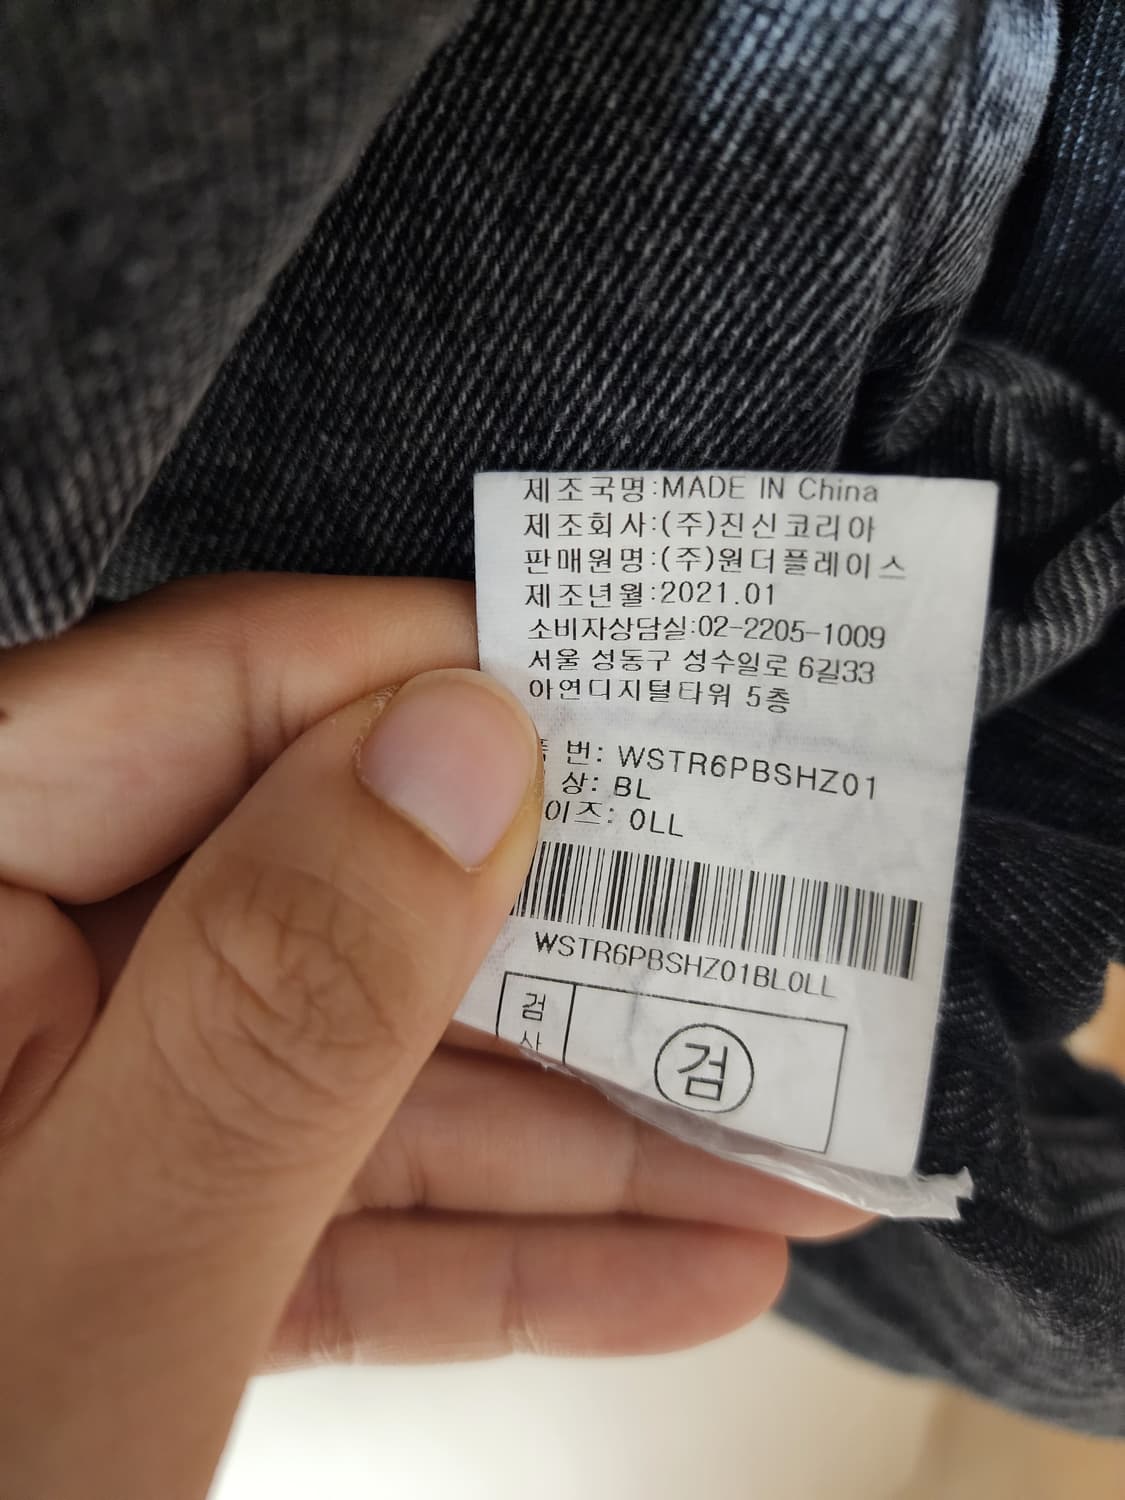 제조국명:MADE IN China
제조회사:(주)진신코리아
판매원명:(주)원더플레이스
제조년월:2021.01
소비자상담실:02-2205-1009
서울 성동구 성수일로 6길33
아연디지털타워 5층
번: WSTR6PBSHZ01
상: BL
이즈: 0LL
WSTR6PBSHZ01BL0LL
검사
검